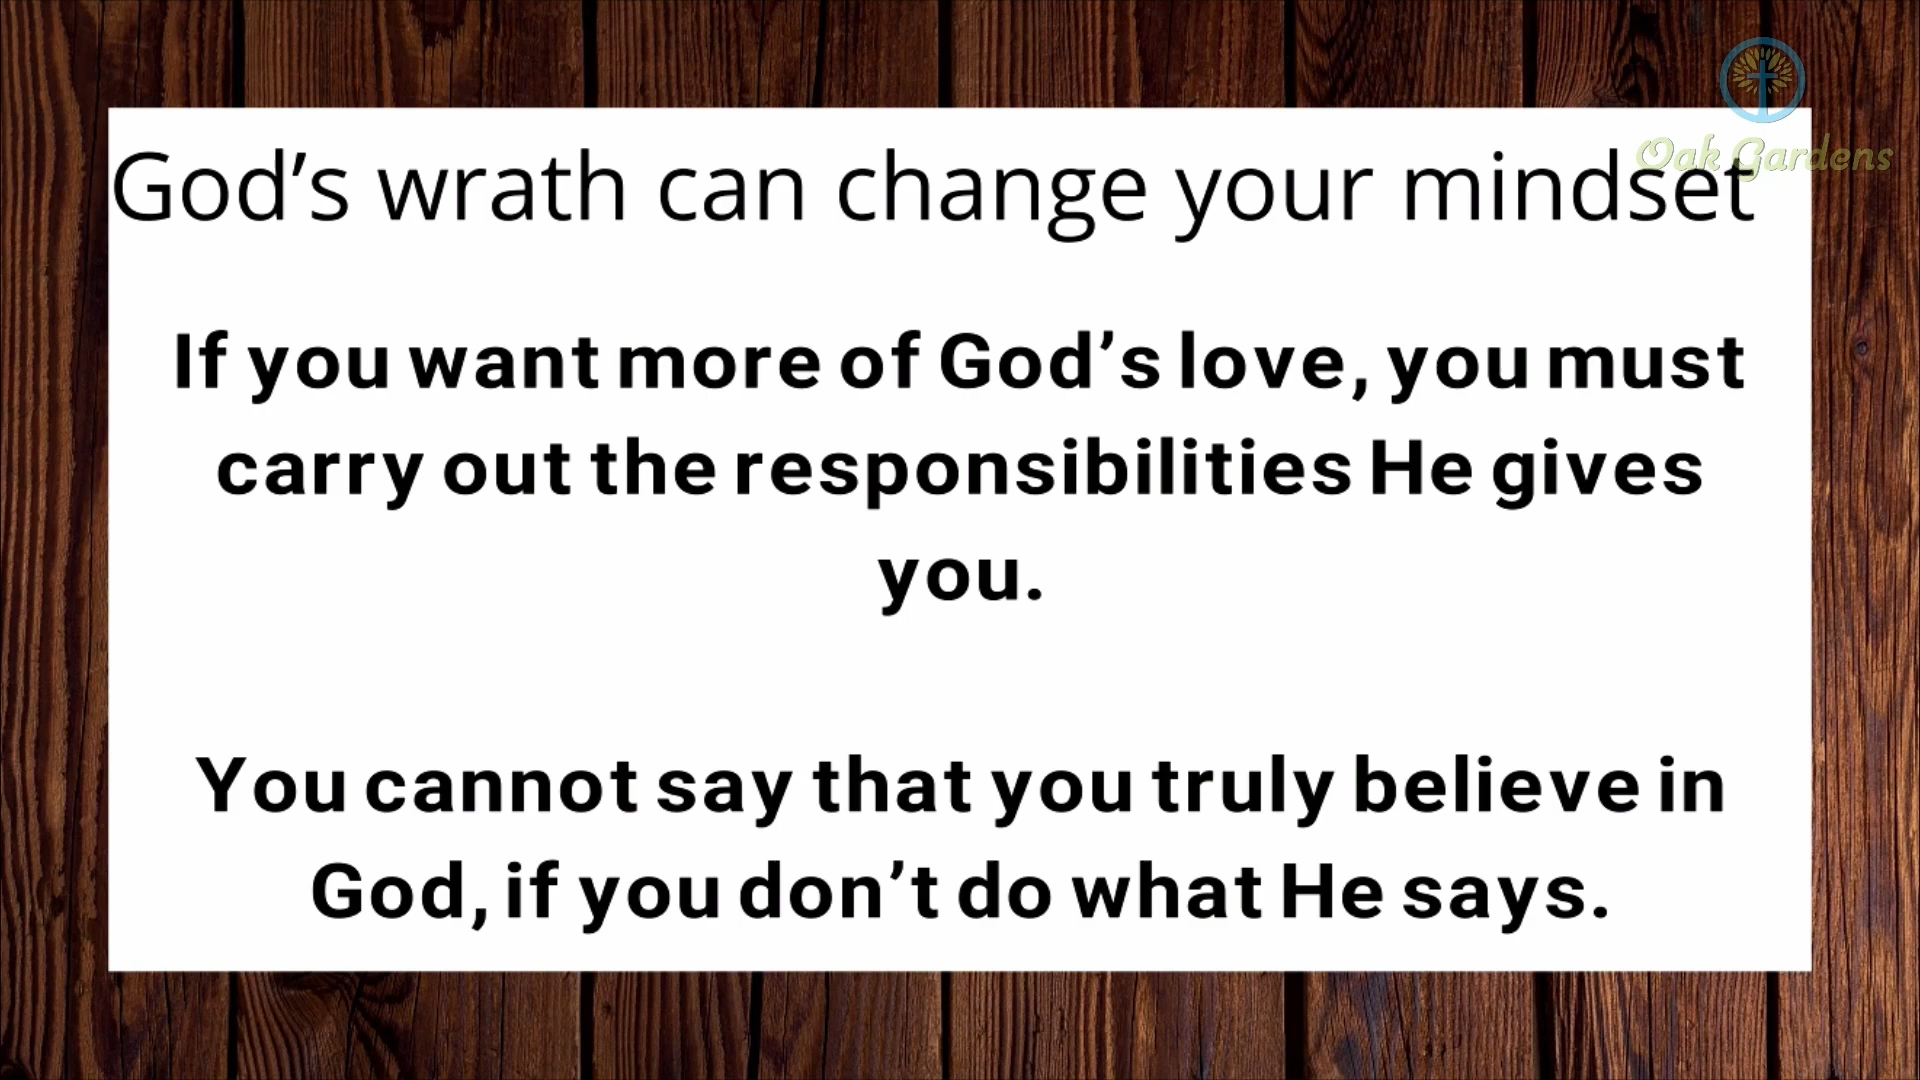 Oak Gardens
God’s wrath can change your mindset
If you want more of God’s love, you must
carry out the responsibilities He gives
you.
You cannot say that you truly believe in
God, if you don’t do what He says.